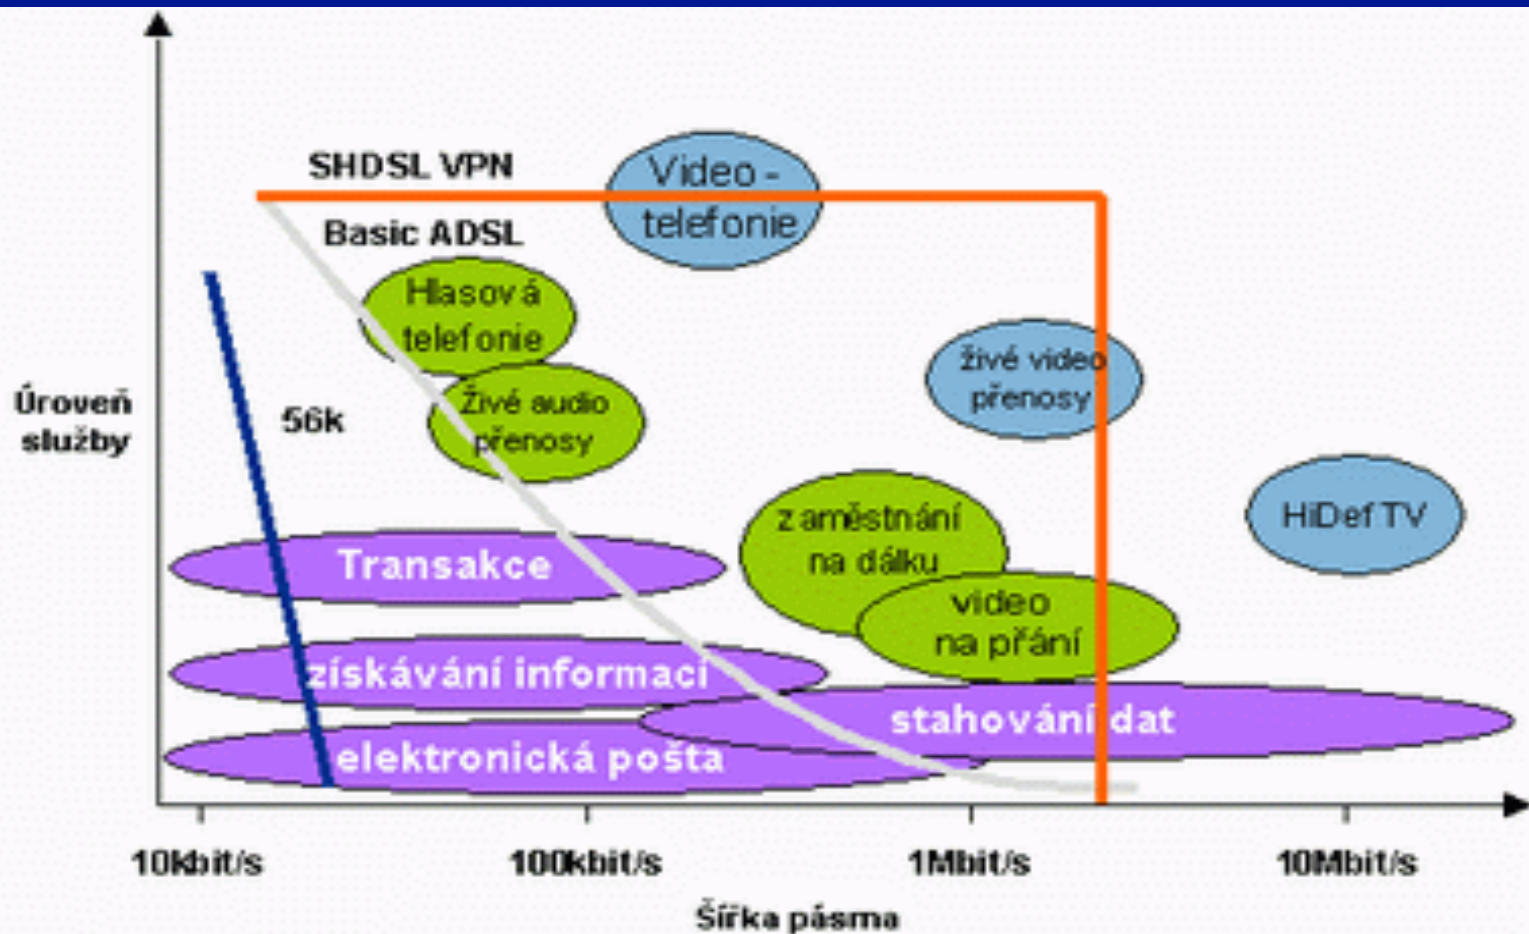 SHDSL VPN
Video -
telefonie
Basic ADSL
Hlasová
telefonie
živé video
přenosy
Úroveň
služby
56k
Živé audio
přenosy
zaměstnání
na dálku
HiDef TV
Transakce
video
na přání
získávání informací
stahování dat
elektronická pošta
10kbit/s
100kbit/s
1Mbit/s
10Mbit/s
Šířka pásma